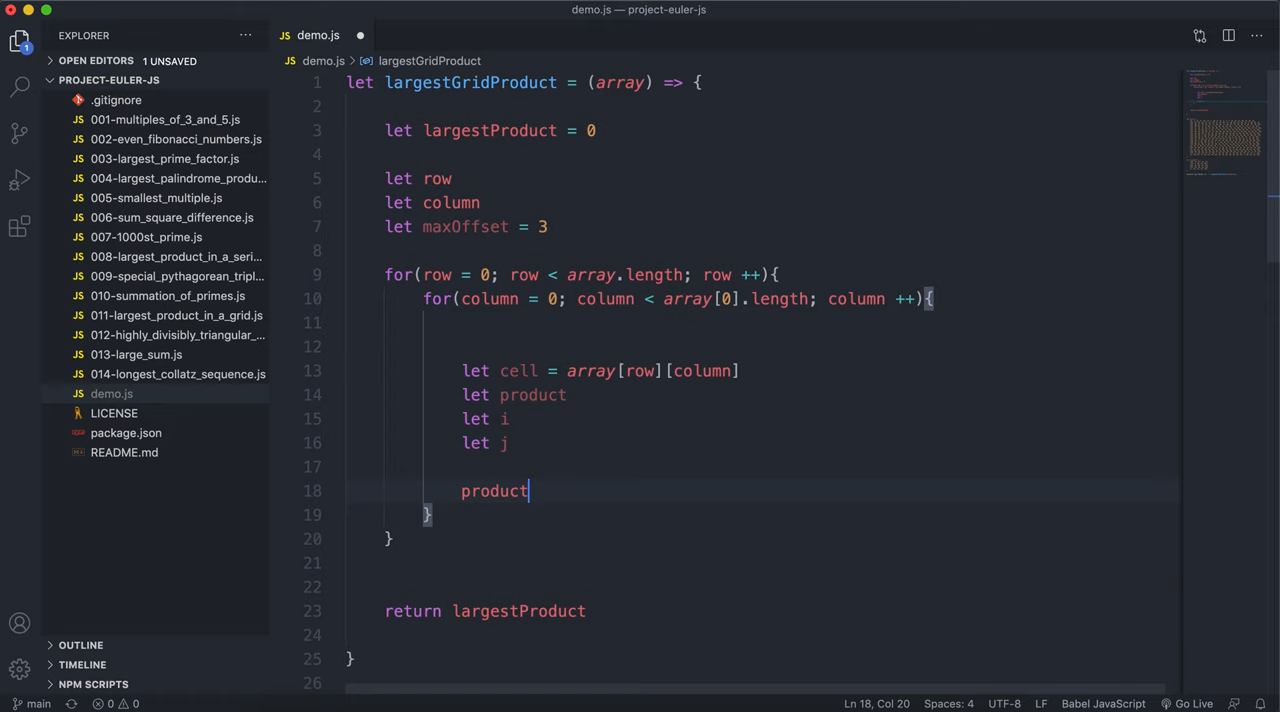 demo.js — project-euler-js
EXPLORER ···
1
OPEN EDITORS 1 UNSAVED
PROJECT-EULER-JS
.gitignore
JS 001-multiples_of_3_and_5.js
JS 002-even_fibonacci_numbers.js
JS 003-largest_prime_factor.js
JS 004-largest_palindrome_produ...
JS 005-smallest_multiple.js
JS 006-sum_square_difference.js
JS 007-1000st_prime.js
JS 008-largest_product_in_a_seri...
JS 009-special_pythagorean_tripl...
JS 010-summation_of_primes.js
JS 011-largest_product_in_a_grid.js
JS 012-highly_divisibly_triangular_...
JS 013-large_sum.js
JS 014-longest_collatz_sequence.js
JS demo.js
LICENSE
package.json
README.md
OUTLINE
TIMELINE
NPM SCRIPTS
JS demo.js
JS demo.js > largestGridProduct
1 let largestGridProduct = (array) => {
2
3 let largestProduct = 0
4
5 let row
6 let column
7 let maxOffset = 3
8
9 for(row = 0; row < array.length; row ++){
10 for(column = 0; column < array[0].length; column ++){
11
12
13 let cell = array[row][column]
14 let product
15 let i
16 let j
17
18 product
19 }
20 }
21
22
23 return largestProduct
24
25 }
26
main 0 0 Ln 18, Col 20 Spaces: 4 UTF-8 LF Babel JavaScript Go Live